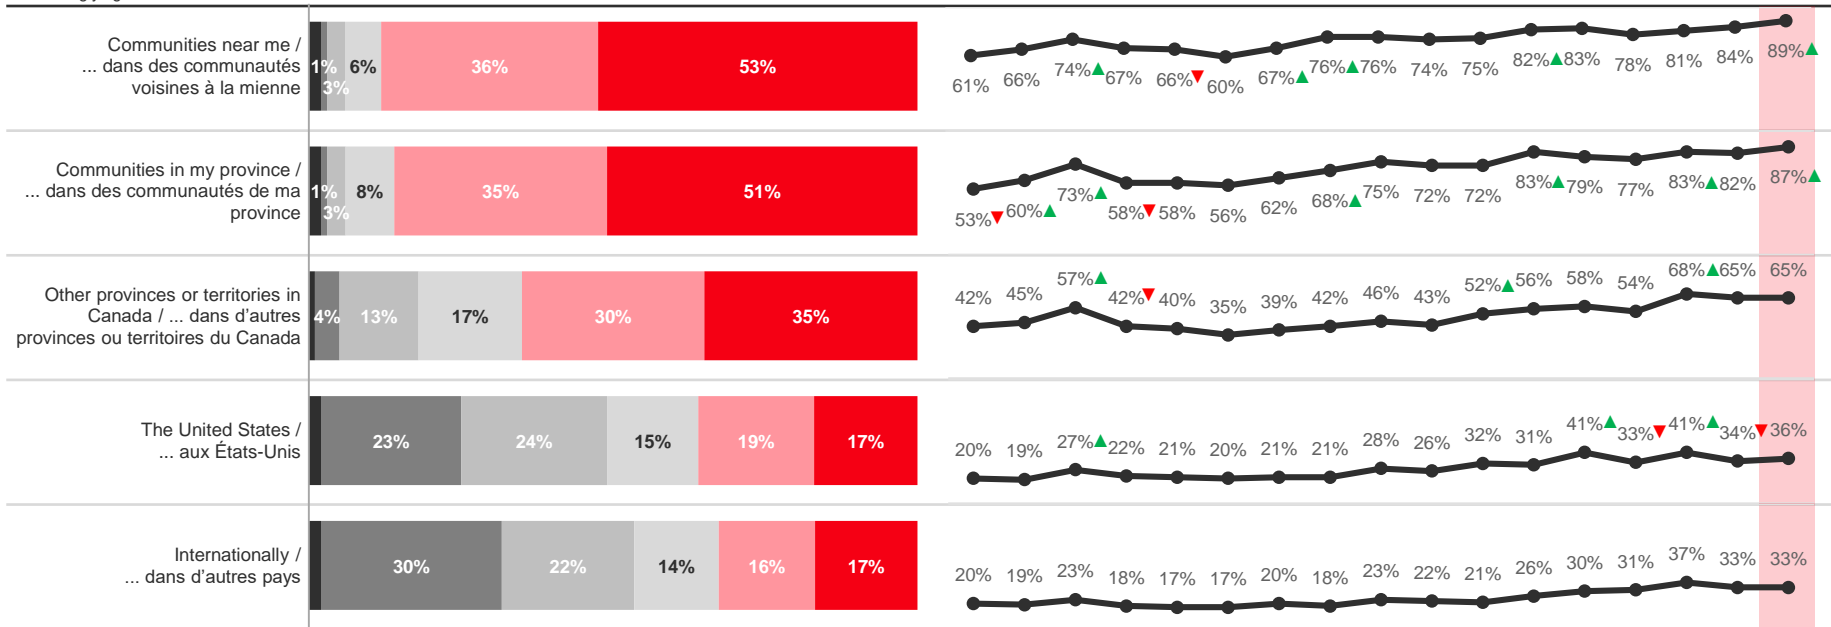 Communities near me /
... dans des communautés
voisines à la mienne
1%
3%
6%
36%
53%
61% 66% 74%▲ 67% 66%▼ 60% 67%▲ 76%▲ 76% 74% 75% 82%▲ 83% 78% 81% 84% 89%▲
Communities in my province /
... dans des communautés de ma
province
1%
3%
8%
35%
51%
53%▼ 60%▲ 73%▲ 58%▼ 58% 56% 62% 68%▲ 75% 72% 72% 83%▲ 79% 77% 83%▲ 82% 87%▲
Other provinces or territories in
Canada / ... dans d’autres
provinces ou territoires du Canada
4%
13%
17%
30%
35%
42% 45% 57%▲ 42%▼ 40% 35% 39% 42% 46% 43% 52%▲ 56% 58% 54% 68%▲ 65% 65%
The United States /
... aux États-Unis
23%
24%
15%
19%
17%
20% 19% 27%▲ 22% 21% 20% 21% 21% 28% 26% 32% 31% 41%▲ 33%▼ 41%▲ 34%▼ 36%
Internationally /
... dans d’autres pays
30%
22%
14%
16%
17%
20% 19% 23% 18% 17% 17% 20% 18% 23% 22% 21% 26% 30% 31% 37% 33% 33%